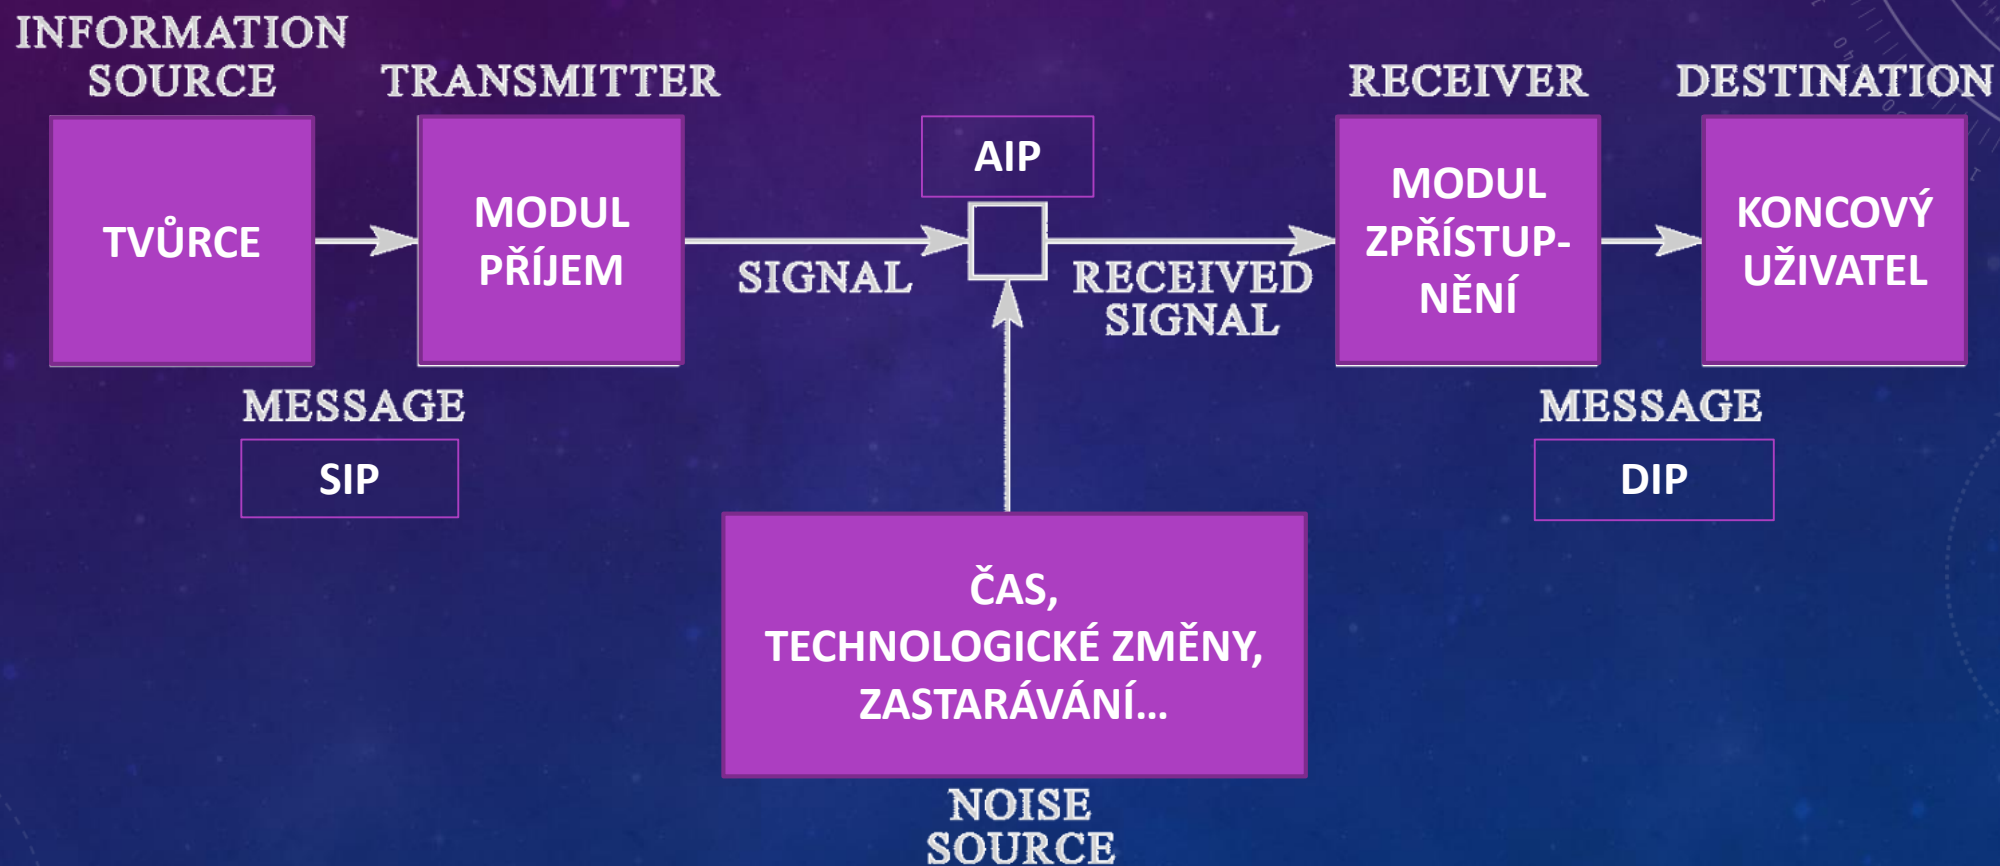 INFORMATION
SOURCE
TRANSMITTER
RECEIVER
DESTINATION
TVŮRCE
MODUL
PŘÍJEM
AIP
MODUL
ZPŘÍSTUP-
NĚNÍ
KONCOVÝ
UŽIVATEL
SIGNAL
RECEIVED
SIGNAL
MESSAGE
SIP
MESSAGE
DIP
ČAS,
TECHNOLOGICKÉ ZMĚNY,
ZASTARÁVÁNÍ...
NOISE
SOURCE